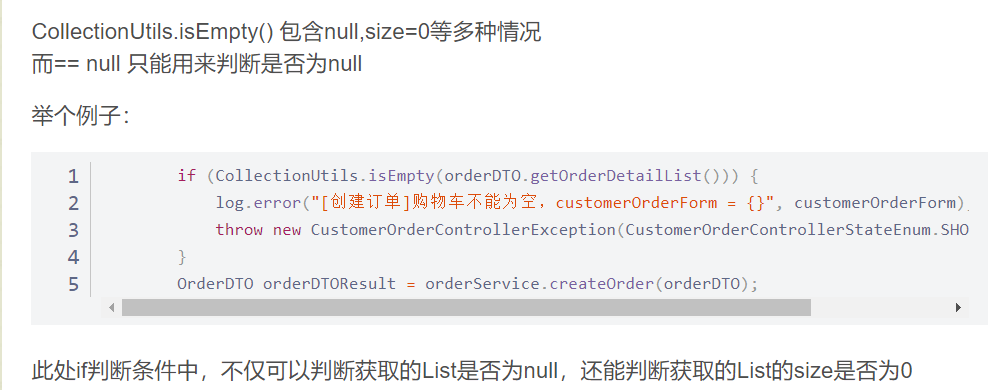 CollectionUtils.isEmpty() 包含null,size=0等多种情况
而== null 只能用来判断是否为null
举个例子：
1 if (CollectionUtils.isEmpty(orderDTO.getOrderDetailList())) {
2 log.error("[创建订单]购物车不能为空，customerOrderForm = {}", customerOrderForm)
3 throw new CustomerOrderControllerException(CustomerOrderControllerStateEnum.SHO
4 }
5 OrderDTO orderDTOResult = orderService.createOrder(orderDTO);
此处if判断条件中，不仅可以判断获取的List是否为null，还能判断获取的List的size是否为0